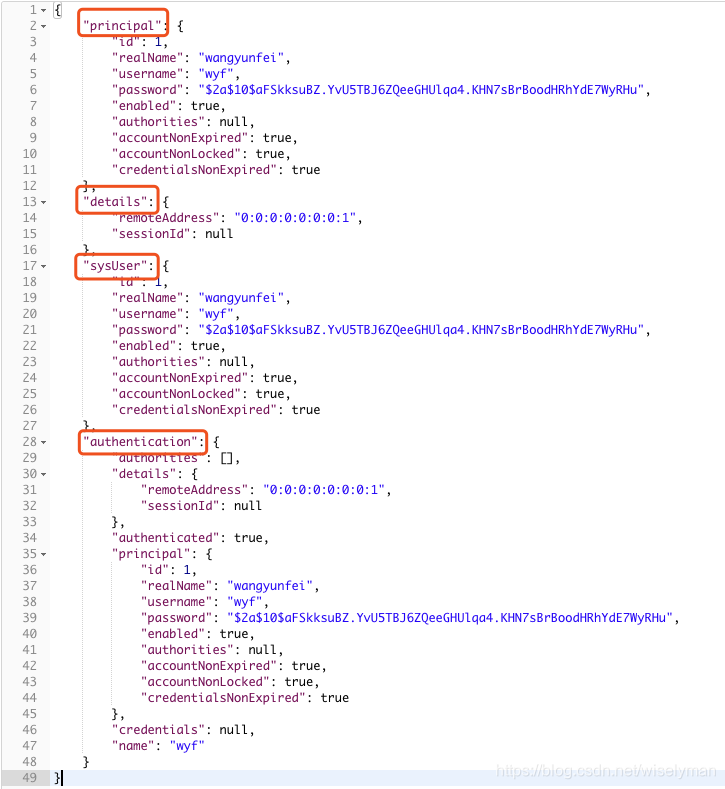 1 {
2 "principal": {
3 "id": 1,
4 "realName": "wangyunfei",
5 "username": "wyf",
6 "password": "$2a$10$aFSkksuBZ.YvU5TBJ6ZQeeGHUlqa4.KHN7sBrBoodHRhYdE7WyRHu",
7 "enabled": true,
8 "authorities": null,
9 "accountNonExpired": true,
10 "accountNonLocked": true,
11 "credentialsNonExpired": true
12 },
13 "details": {
14 "remoteAddress": "0:0:0:0:0:0:0:1",
15 "sessionId": null
16 },
17 "sysUser": {
18 "id": 1,
19 "realName": "wangyunfei",
20 "username": "wyf",
21 "password": "$2a$10$aFSkksuBZ.YvU5TBJ6ZQeeGHUlqa4.KHN7sBrBoodHRhYdE7WyRHu",
22 "enabled": true,
23 "authorities": null,
24 "accountNonExpired": true,
25 "accountNonLocked": true,
26 "credentialsNonExpired": true
27 },
28 "authentication": {
29 "authorities": [],
30 "details": {
31 "remoteAddress": "0:0:0:0:0:0:0:1",
32 "sessionId": null
33 },
34 "authenticated": true,
35 "principal": {
36 "id": 1,
37 "realName": "wangyunfei",
38 "username": "wyf",
39 "password": "$2a$10$aFSkksuBZ.YvU5TBJ6ZQeeGHUlqa4.KHN7sBrBoodHRhYdE7WyRHu",
40 "enabled": true,
41 "authorities": null,
42 "accountNonExpired": true,
43 "accountNonLocked": true,
44 "credentialsNonExpired": true
45 },
46 "credentials": null,
47 "name": "wyf"
48 }
49 }
https://blog.csdn.net/wiselyman